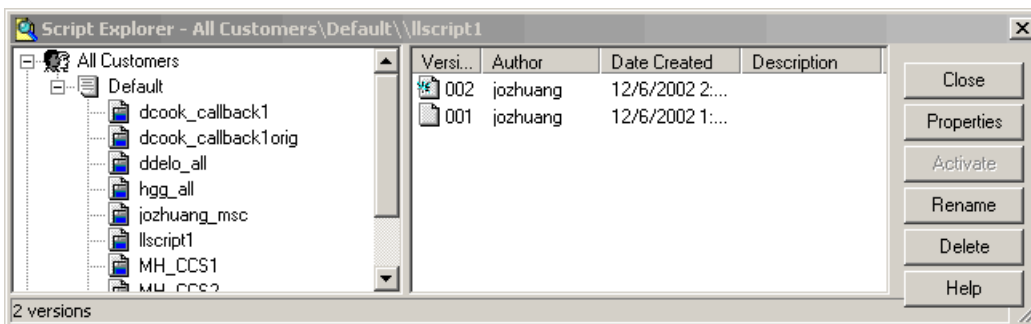 Script Explorer - All Customers\Default\\llscript1
All Customers
Default
dcook_callback1
dcook_callback1orig
ddelo_all
hgg_all
jozhuang_msc
llscript1
MH_CCS1
MH_CCS2
Versi... Author Date Created Description
002 jozhuang 12/6/2002 2:...
001 jozhuang 12/6/2002 1:...
Close
Properties
Activate
Rename
Delete
Help
2 versions